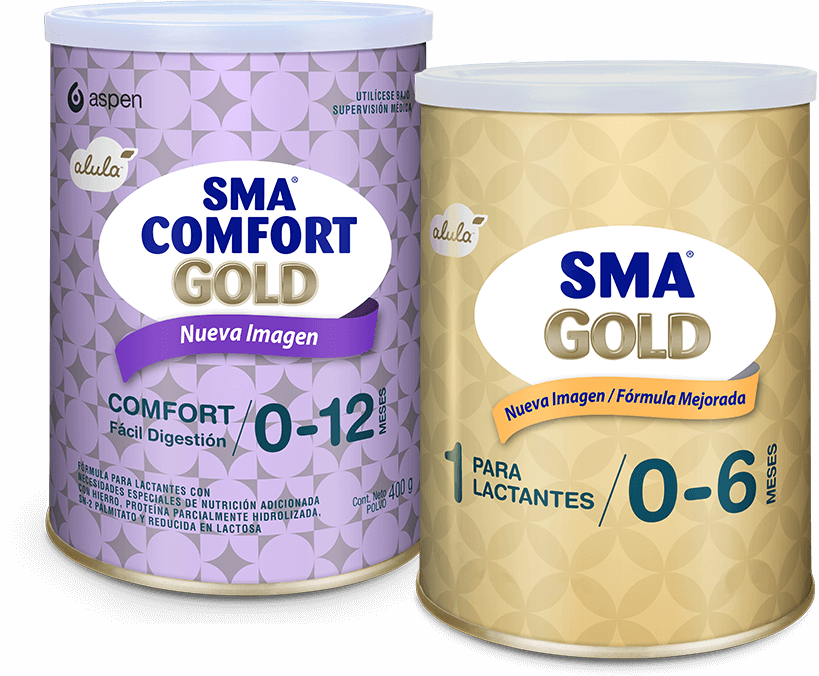 aspen
UTILÍCESE BAJO
SUPERVISIÓN MÉDICA
alula
SMA®
COMFORT
GOLD
Nueva Imagen
COMFORT
Fácil Digestión
0-12
MESES
FÓRMULA PARA LACTANTES CON
NECESIDADES ESPECIALES DE NUTRICIÓN ADICIONADA
CON HIERRO, PROTEÍNA PARCIALMENTE HIDROLIZADA,
SN-2 PALMITATO Y REDUCIDA EN LACTOSA
Cont. Neto 400 g
POLVO
alula
SMA®
GOLD
Nueva Imagen / Fórmula Mejorada
1 PARA
LACTANTES
0-6
MESES